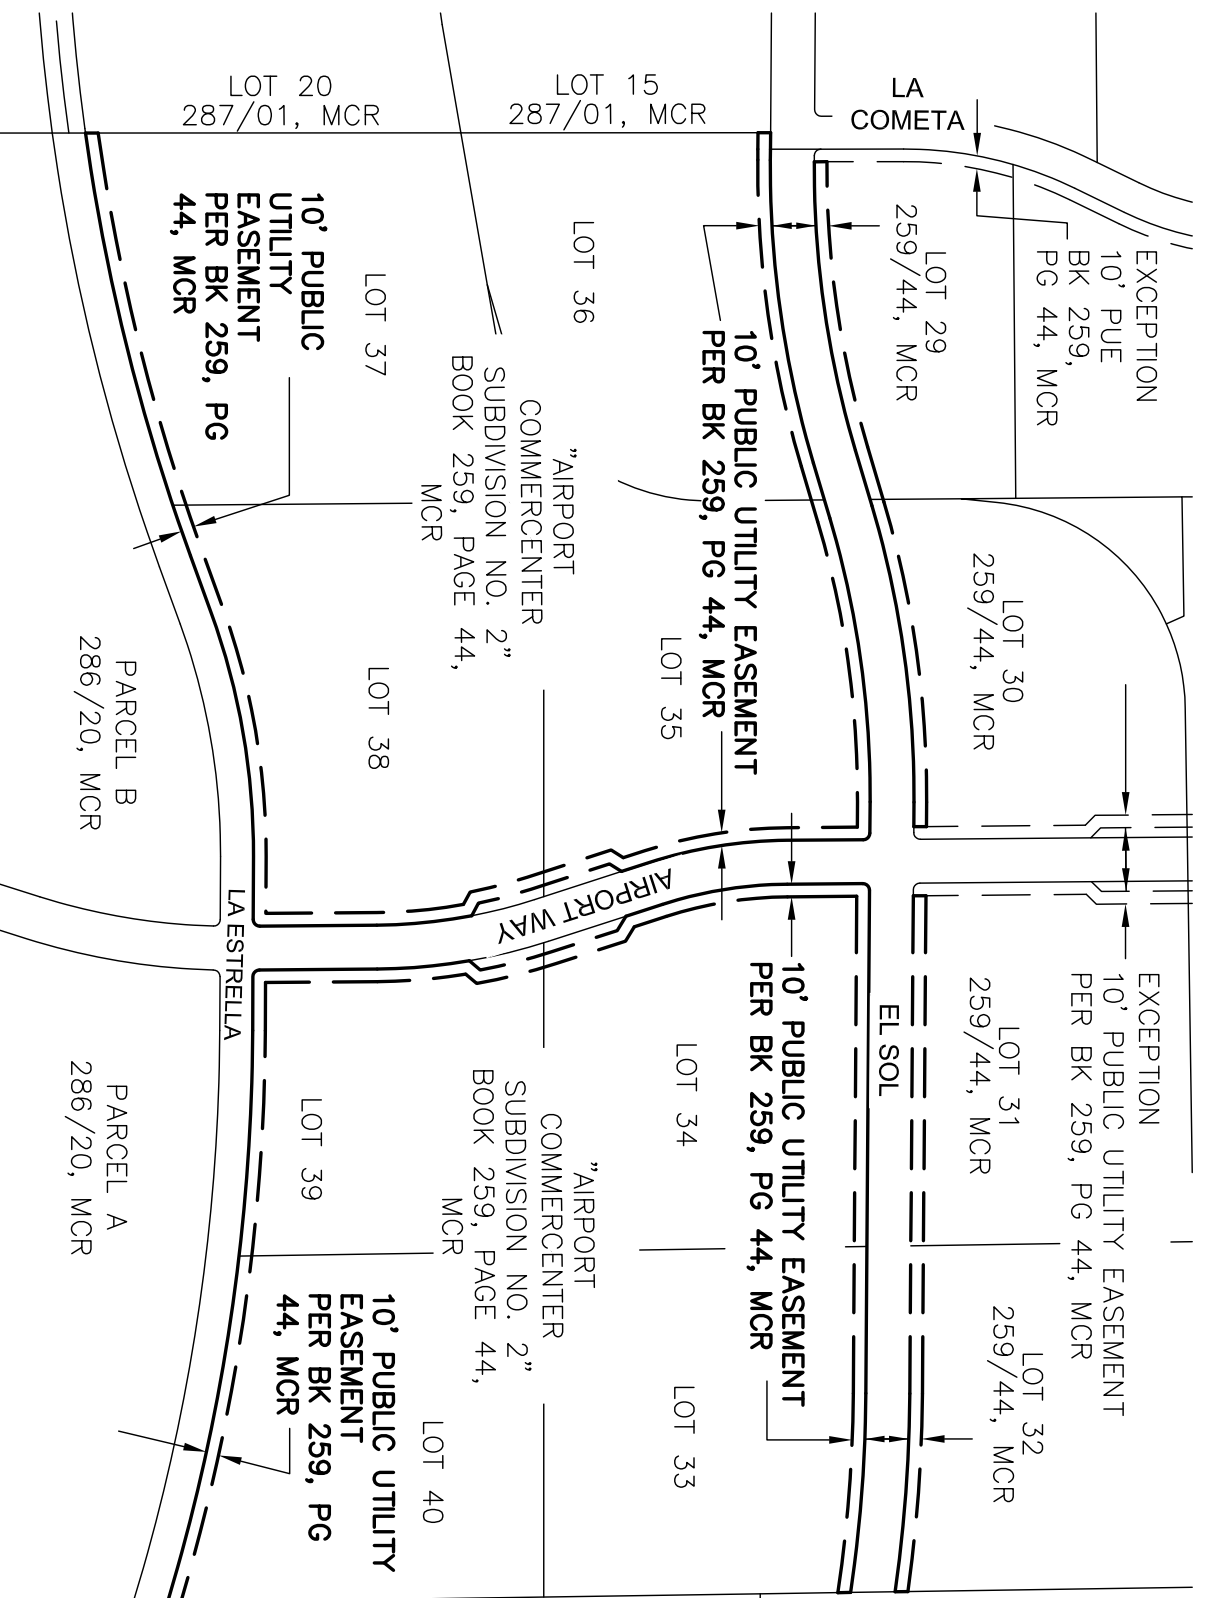 LOT 20
287/01, MCR
LOT 15
287/01, MCR
LA
COMETA
EXCEPTION
10' PUE
BK 259,
PG 44, MCR
LOT 29
259/44, MCR
LOT 36
10' PUBLIC
UTILITY
EASEMENT
PER BK 259, PG
44, MCR
LOT 37
10' PUBLIC UTILITY EASEMENT
PER BK 259, PG 44, MCR
"AIRPORT
COMMERCENTER
SUBDIVISION NO. 2"
BOOK 259, PAGE 44,
MCR
LOT 30
259/44, MCR
LOT 35
LOT 38
PARCEL B
286/20, MCR
AIRPORT WAY
LA ESTRELLA
EL SOL
EXCEPTION
10' PUBLIC UTILITY EASEMENT
PER BK 259, PG 44, MCR
LOT 31
259/44, MCR
10' PUBLIC UTILITY EASEMENT
PER BK 259, PG 44, MCR
LOT 34
"AIRPORT
COMMERCENTER
SUBDIVISION NO. 2"
BOOK 259, PAGE 44,
MCR
LOT 39
PARCEL A
286/20, MCR
LOT 32
259/44, MCR
LOT 33
LOT 40
10' PUBLIC UTILITY
EASEMENT
PER BK 259, PG
44, MCR